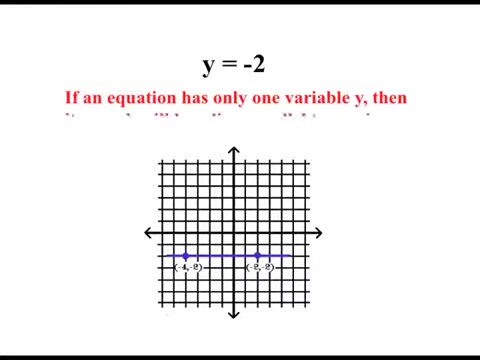 y = -2
If an equation has only one variable y, then
(-4,-2)
(-2,-2)